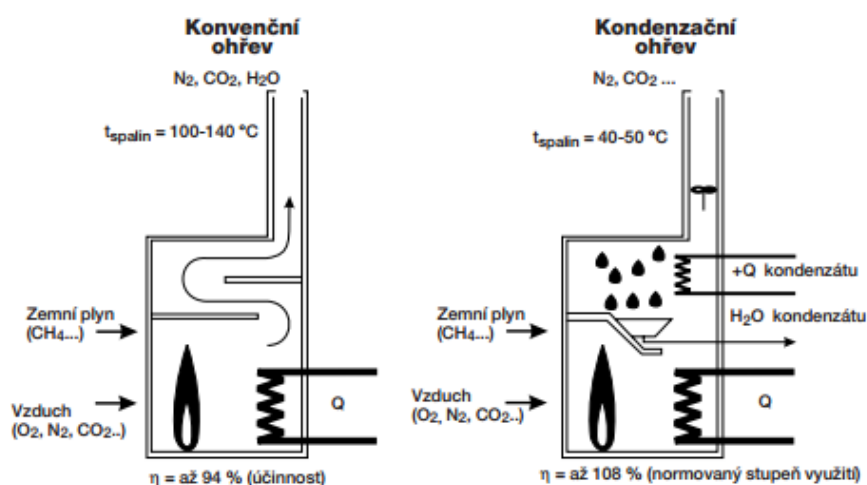 Konvenční
ohřev
N2, CO2, H2O
tspalin = 100-140 °C
Zemní plyn
(CH4...)
Vzduch
(O2, N2, CO2..)
Q
η = až 94 % (účinnost)
Kondenzační
ohřev
N2, CO2 ...
tspalin = 40-50 °C
+Q kondenzátu
H2O kondenzátu
Zemní plyn
(CH4...)
Vzduch
(O2, N2, CO2..)
Q
η = až 108 % (normovaný stupeň využití)